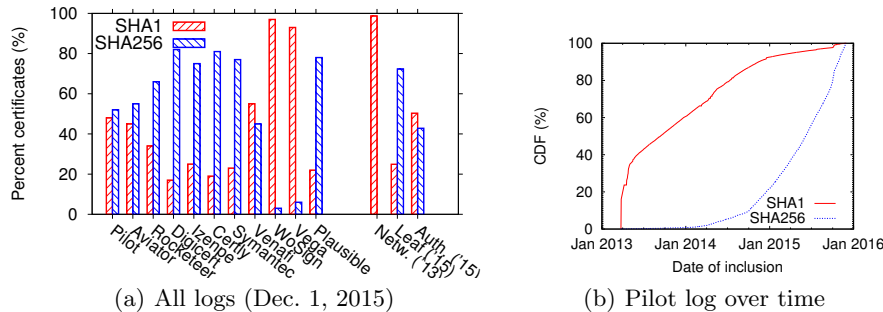 SHA1
SHA256
Percent certificates (%)
100
80
60
40
20
0
Pilot
Aviator
Rocketeer
Digicert
Izenpe
Certly
Symantec
Venafi
WoSign
Vega
Plausible
Netw. ('13)
Leaf ('15)
Auth. ('15)
(a) All logs (Dec. 1, 2015)
CDF (%)
100
80
60
40
20
0
SHA1
SHA256
Jan 2013
Jan 2014
Jan 2015
Jan 2016
Date of inclusion
(b) Pilot log over time